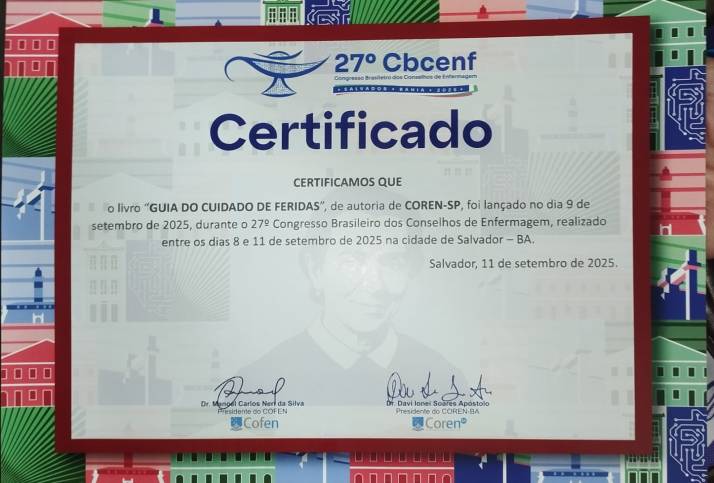 27º Cbcenf
Congresso Brasileiro dos Conselhos de Enfermagem
• SALVADOR • BAHIA • 2025 •
Certificado
CERTIFICAMOS QUE
o livro “GUIA DO CUIDADO DE FERIDAS”, de autoria de COREN-SP, foi lançado no dia 9 de
setembro de 2025, durante o 27º Congresso Brasileiro dos Conselhos de Enfermagem, realizado
entre os dias 8 e 11 de setembro de 2025 na cidade de Salvador – BA.
Salvador, 11 de setembro de 2025.
Dr. Manoel Carlos Neri da Silva
Presidente do COFEN
Cofen
Dr. Davi Ionei Soares Apóstolo
Presidente do COREN-BA
Coren